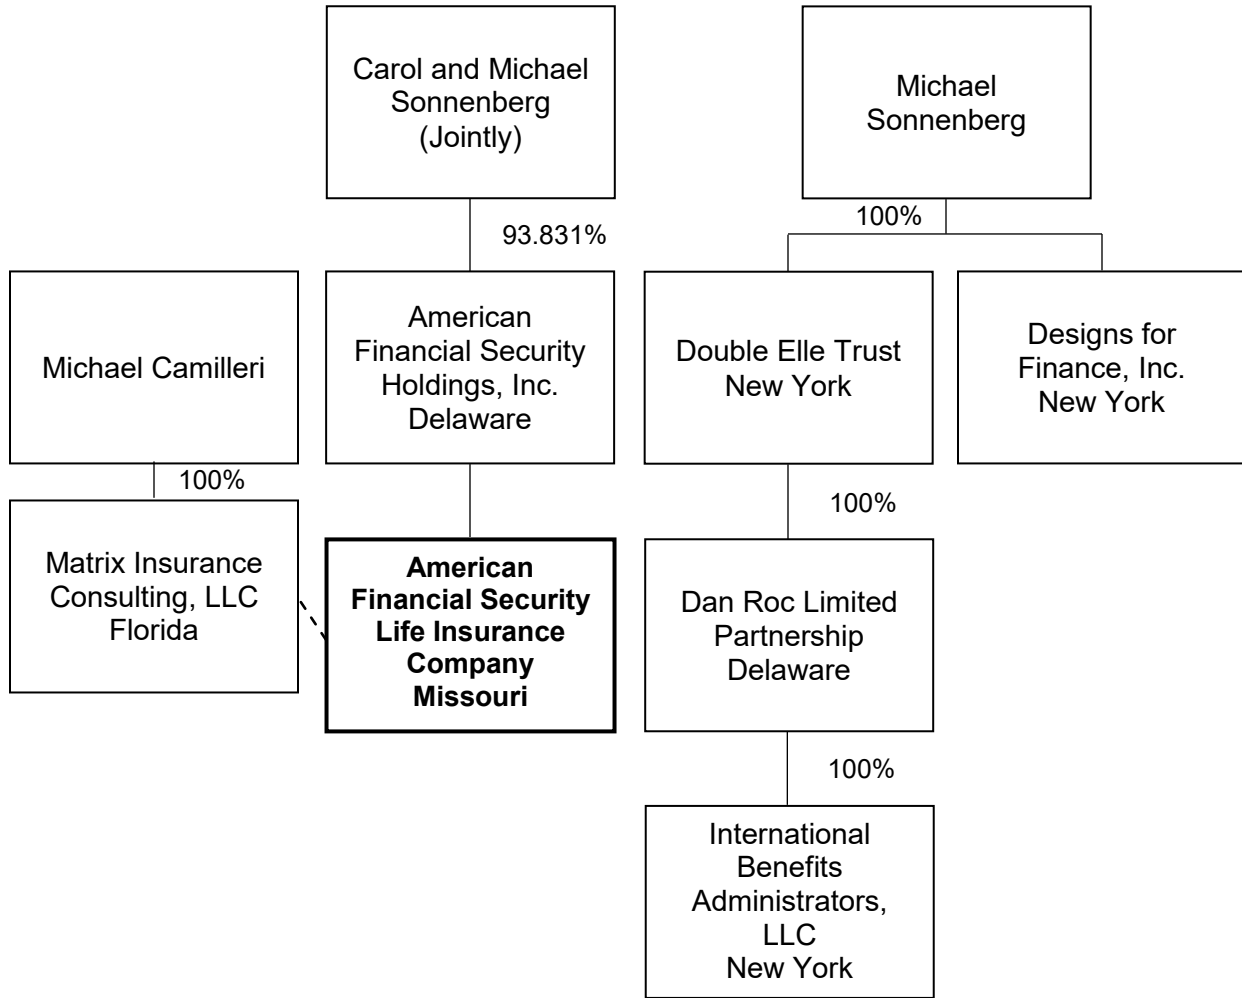 Carol and Michael
Sonnenberg
(Jointly)
Michael
Sonnenberg
93.831%
100%
Michael Camilleri
American
Financial Security
Holdings, Inc.
Delaware
Double Elle Trust
New York
Designs for
Finance, Inc.
New York
100%
100%
Matrix Insurance
Consulting, LLC
Florida
American
Financial Security
Life Insurance
Company
Missouri
Dan Roc Limited
Partnership
Delaware
100%
International
Benefits
Administrators,
LLC
New York